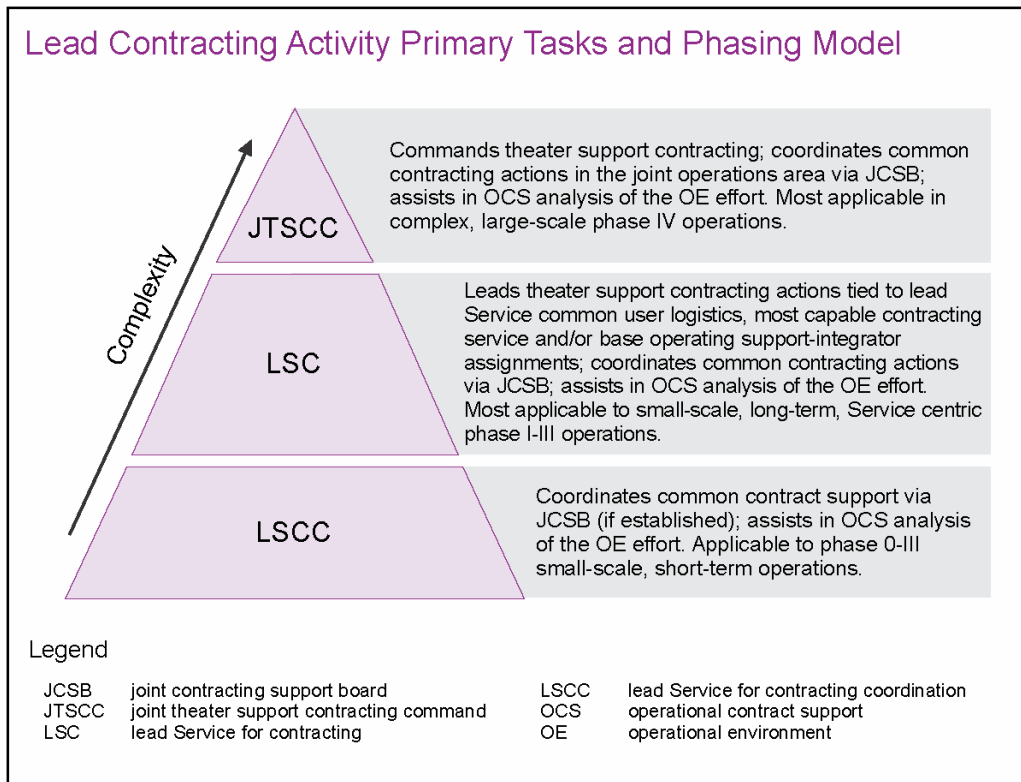 Lead Contracting Activity Primary Tasks and Phasing Model
Complexity
JTSCC
Commands theater support contracting; coordinates common
contracting actions in the joint operations area via JCSB;
assists in OCS analysis of the OE effort. Most applicable in
complex, large-scale phase IV operations.
LSC
Leads theater support contracting actions tied to lead
Service common user logistics, most capable contracting
service and/or base operating support-integrator
assignments; coordinates common contracting actions
via JCSB; assists in OCS analysis of the OE effort.
Most applicable to small-scale, long-term, Service centric
phase I-III operations.
LSCC
Coordinates common contract support via
JCSB (if established); assists in OCS analysis
of the OE effort. Applicable to phase 0-III
small-scale, short-term operations.
Legend
JCSB joint contracting support board
JTSCC joint theater support contracting command
LSC lead Service for contracting
LSCC lead Service for contracting coordination
OCS operational contract support
OE operational environment